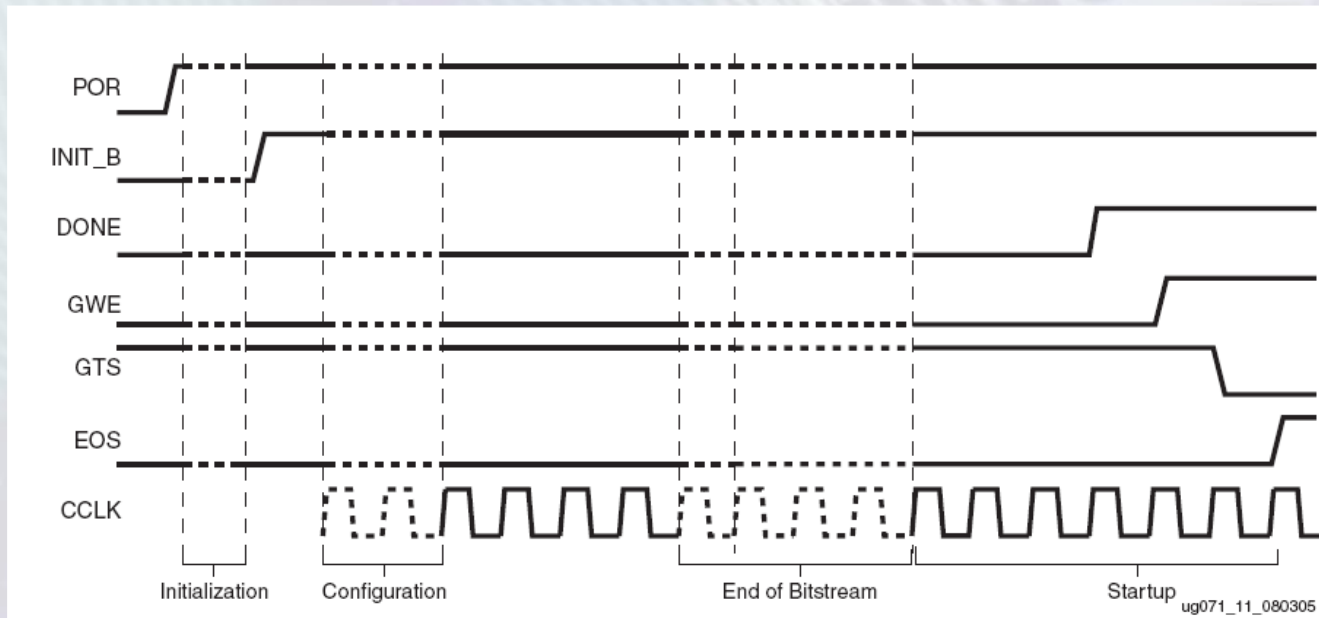 POR
INIT_B
DONE
GWE
GTS
EOS
CCLK
Initialization Configuration End of Bitstream Startup
ug071_11_080305